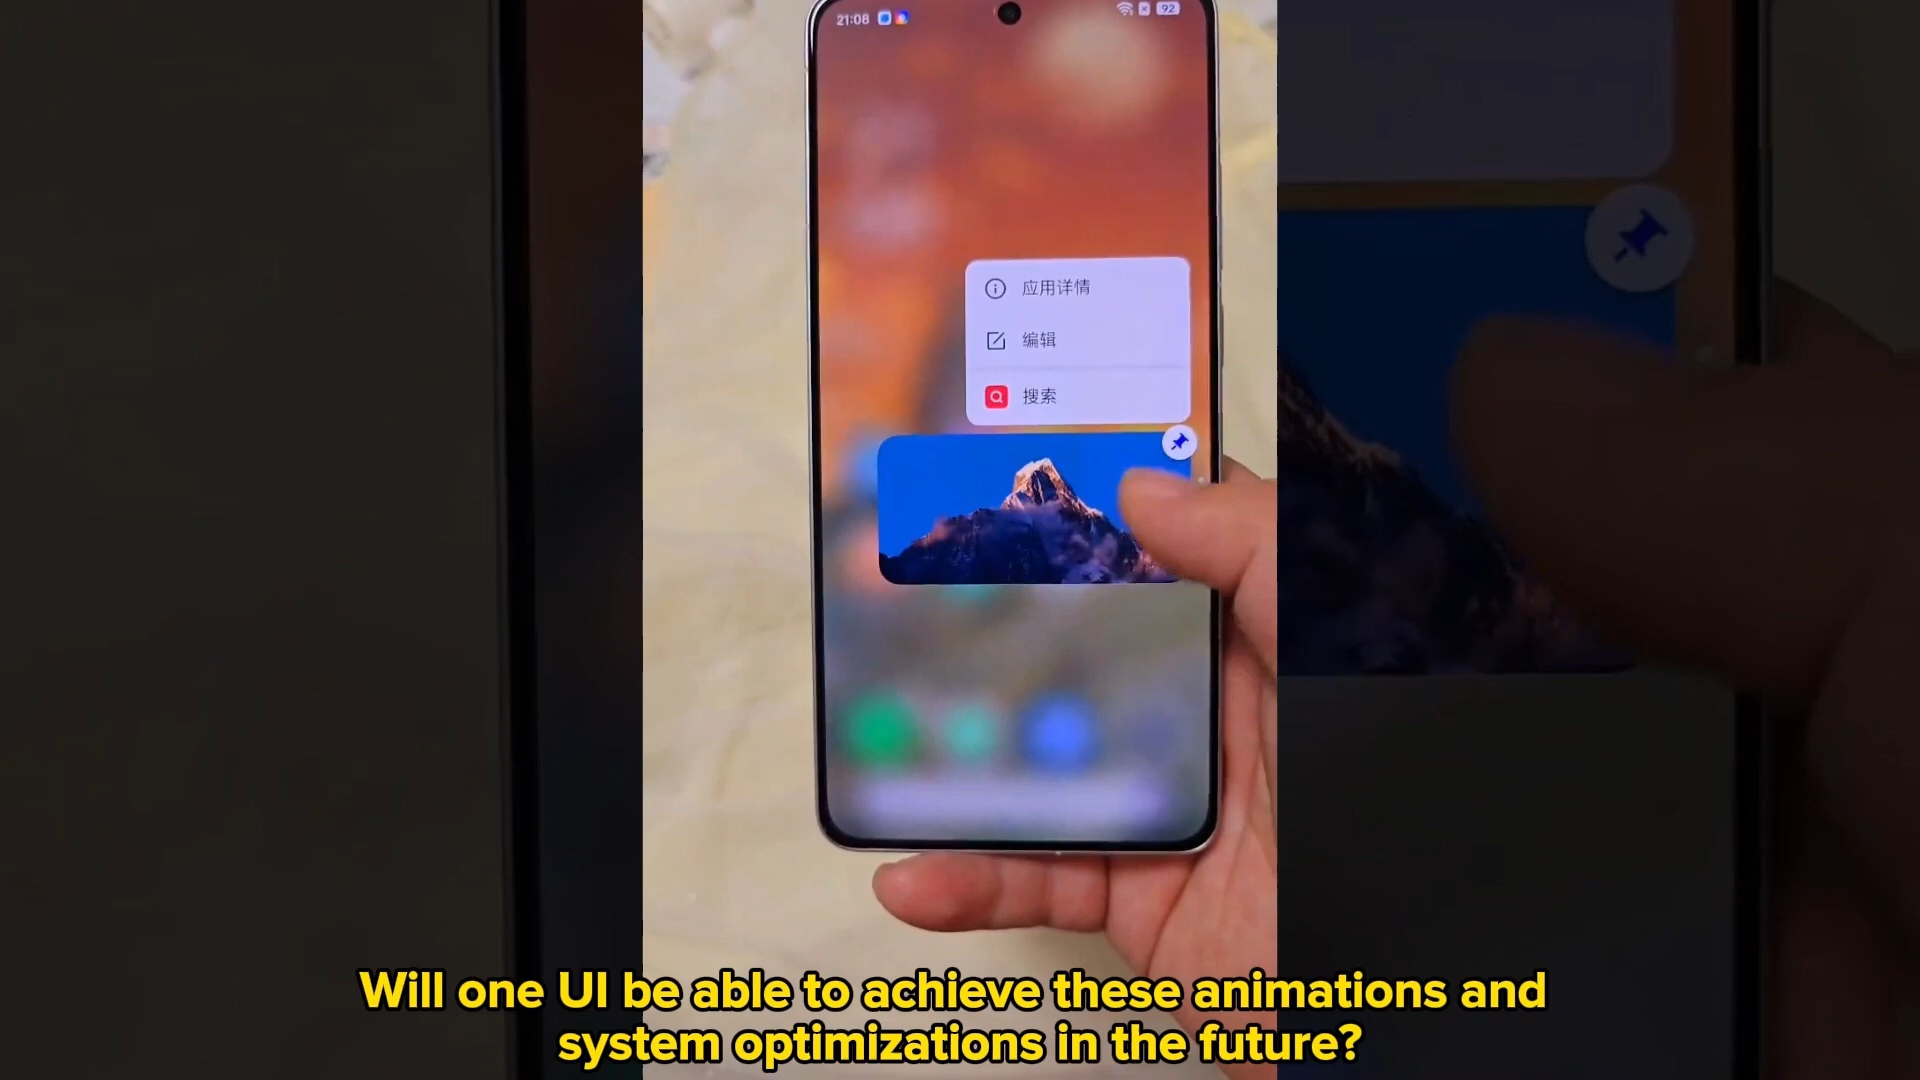 21:08
92
应用详情
编辑
搜索
Will one UI be able to achieve these animations and
system optimizations in the future?